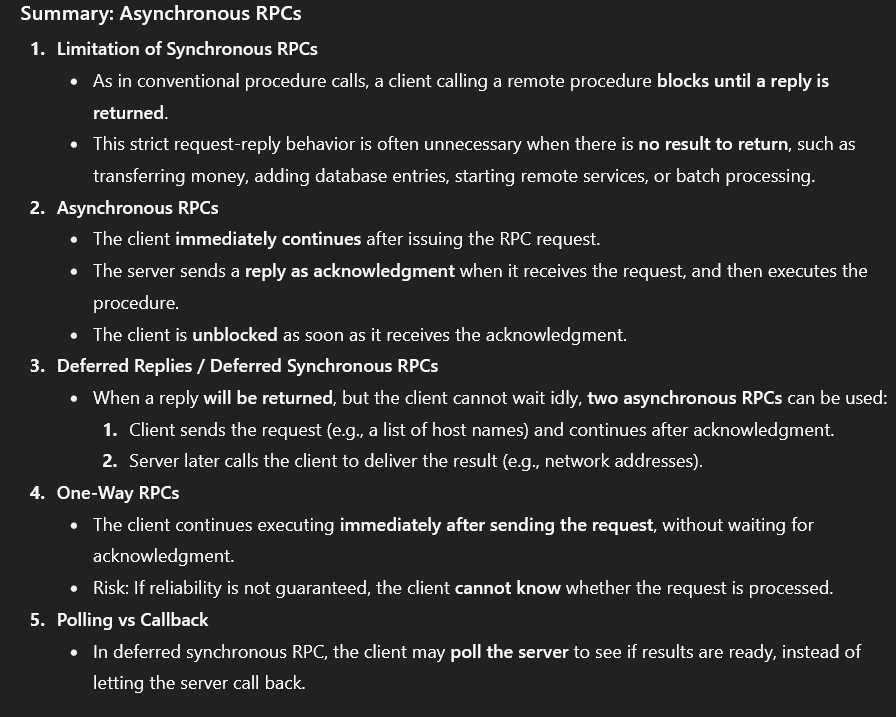 Summary: Asynchronous RPCs
1. Limitation of Synchronous RPCs
• As in conventional procedure calls, a client calling a remote procedure blocks until a reply is
returned.
• This strict request-reply behavior is often unnecessary when there is no result to return, such as
transferring money, adding database entries, starting remote services, or batch processing.
2. Asynchronous RPCs
• The client immediately continues after issuing the RPC request.
• The server sends a reply as acknowledgment when it receives the request, and then executes the
procedure.
• The client is unblocked as soon as it receives the acknowledgment.
3. Deferred Replies / Deferred Synchronous RPCs
• When a reply will be returned, but the client cannot wait idly, two asynchronous RPCs can be used:
1. Client sends the request (e.g., a list of host names) and continues after acknowledgment.
2. Server later calls the client to deliver the result (e.g., network addresses).
4. One-Way RPCs
• The client continues executing immediately after sending the request, without waiting for
acknowledgment.
• Risk: If reliability is not guaranteed, the client cannot know whether the request is processed.
5. Polling vs Callback
• In deferred synchronous RPC, the client may poll the server to see if results are ready, instead of
letting the server call back.